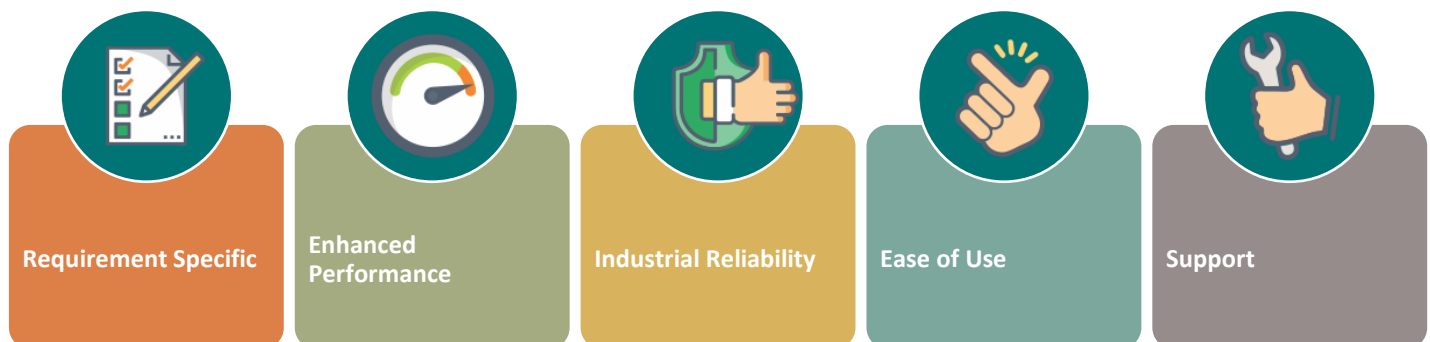 Requirement Specific
Enhanced
Performance
Industrial Reliability
Ease of Use
Support